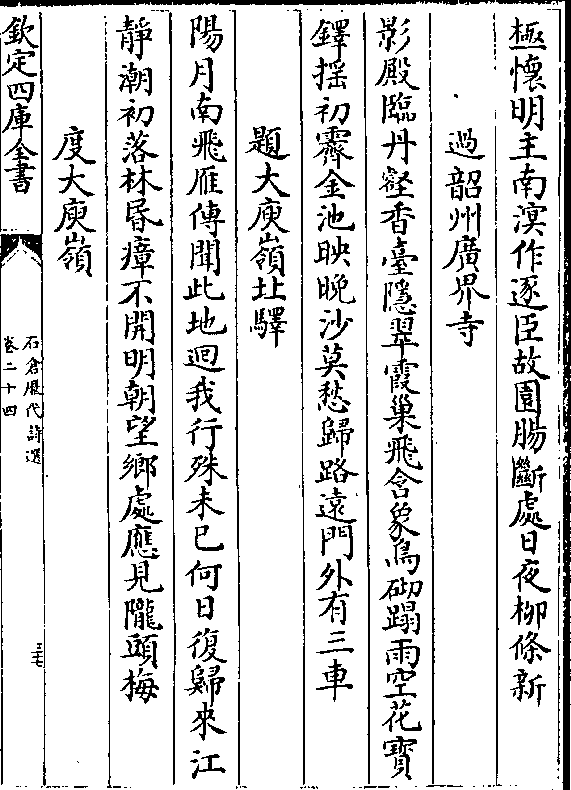 極懷明主南溟作逐臣故園腸斷處日夜柳條新
過韶州廣界寺
影殿臨丹壑香臺隱翠霞巢飛含象鳥砌蹋雨空花寳
鐸揺初霽金池映晚沙莫愁歸路遠門外有三車
題大庾嶺北驛
陽月南飛雁傳聞此地迴我行殊未已何日復歸來江
靜潮初落林昬瘴不開明朝望鄉處應見隴頭梅
度大庾嶺
欽定四庫全書
石倉歷代詩選
卷二十四
三七